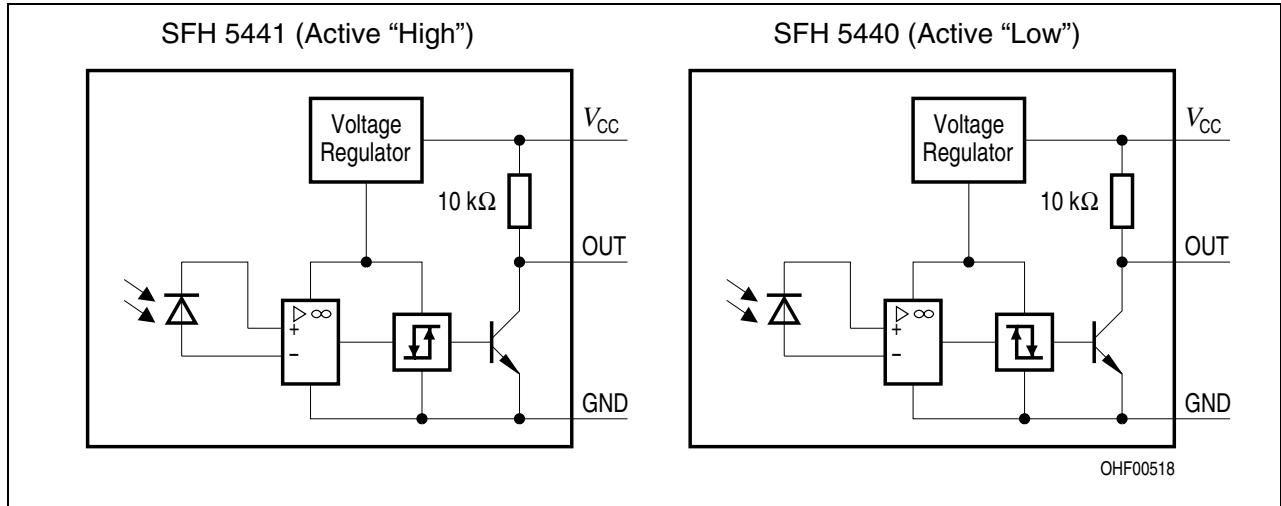 SFH 5441 (Active “High”)
Voltage
Regulator
V_CC
10 kΩ
OUT
▷ ∞
+
−
GND
SFH 5440 (Active “Low”)
Voltage
Regulator
V_CC
10 kΩ
OUT
▷ ∞
+
−
GND
OHF00518